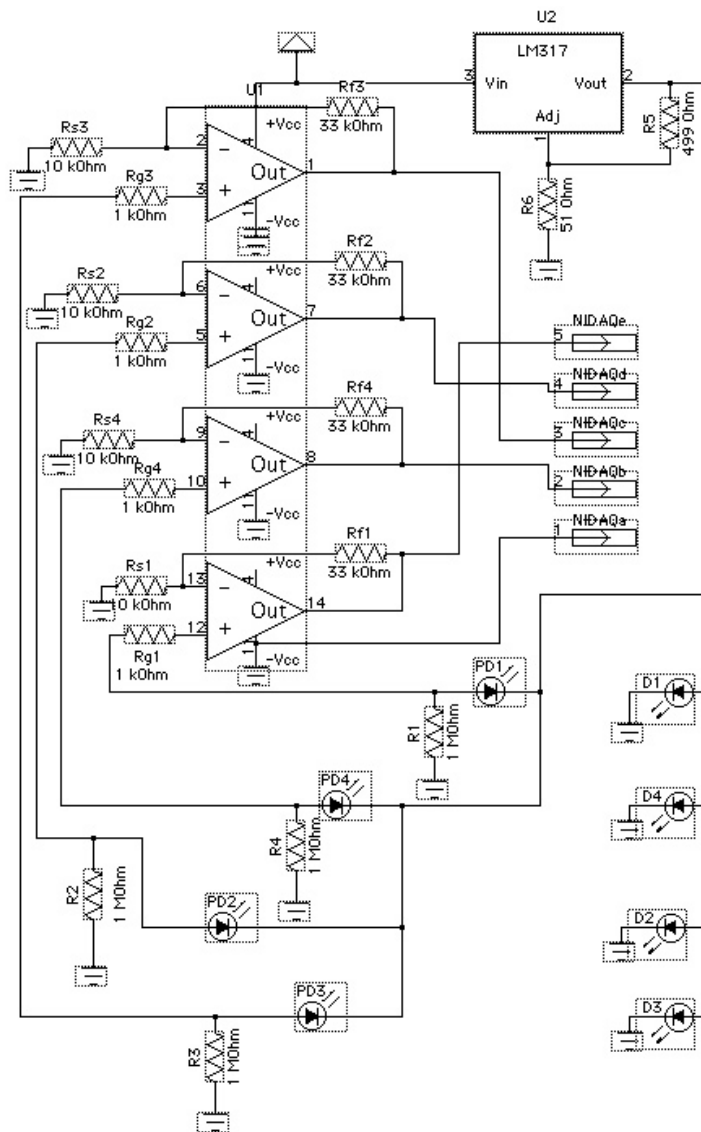 U2
LM317
3
Vin
Vout
2
Adj
1
R5
499 Ohm
R6
51 Ohm
U1
Rf3
33 kOhm
+Vcc
4
Rs3
10 kOhm
2
Rg3
1 kOhm
3
Out
1
11
-Vcc
Rf2
33 kOhm
+Vcc
4
Rs2
10 kOhm
6
Rg2
1 kOhm
5
Out
7
11
-Vcc
Rf4
33 kOhm
+Vcc
4
Rs4
10 kOhm
9
Rg4
1 kOhm
10
Out
8
11
-Vcc
Rf1
33 kOhm
+Vcc
4
Rs1
10 kOhm
13
Rg1
1 kOhm
12
Out
14
11
-Vcc
NIDAQe
5
NIDAQd
4
NIDAQc
3
NIDAQb
2
NIDAQa
1
PD1
R1
1 MOhm
D1
PD4
R4
1 MOhm
D4
R2
1 MOhm
PD2
D2
PD3
R3
1 MOhm
D3